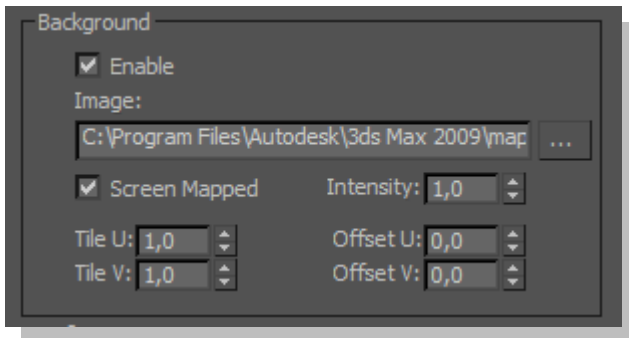 Background
Enable
Image:
C:\Program Files\Autodesk\3ds Max 2009\map ...
Screen Mapped Intensity: 1,0
Tile U: 1,0 Offset U: 0,0
Tile V: 1,0 Offset V: 0,0